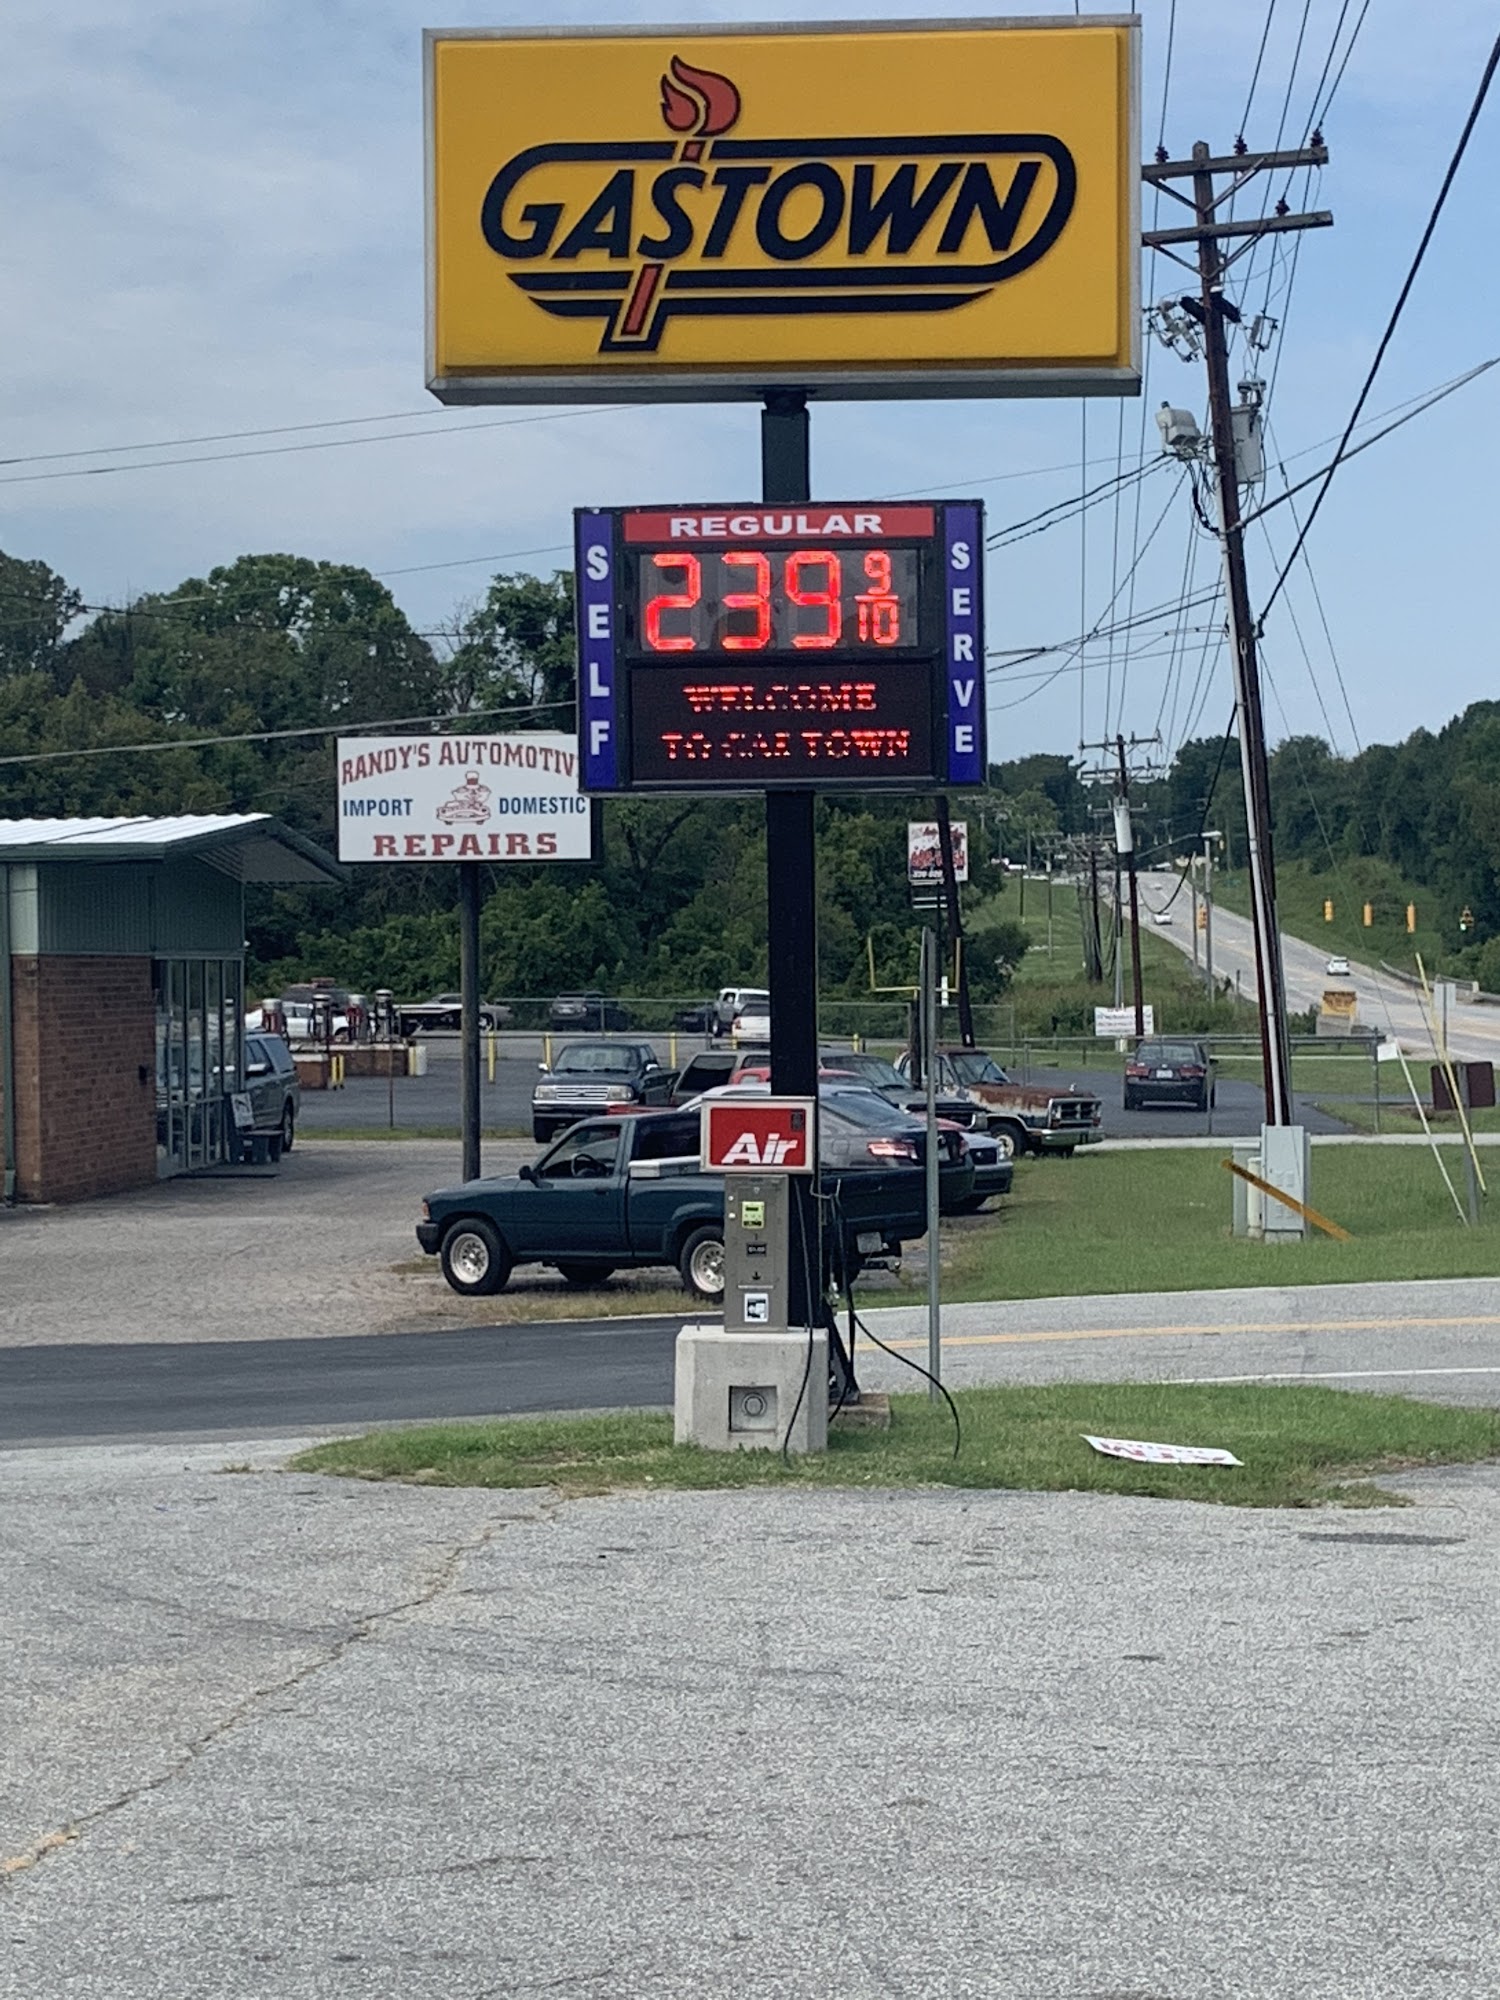 GASTOWN
REGULAR
SELF
239 9/10
SERVE
WELCOME
TO GAS TOWN
RANDY'S AUTOMOTIV
IMPORT DOMESTIC
REPAIRS
Air